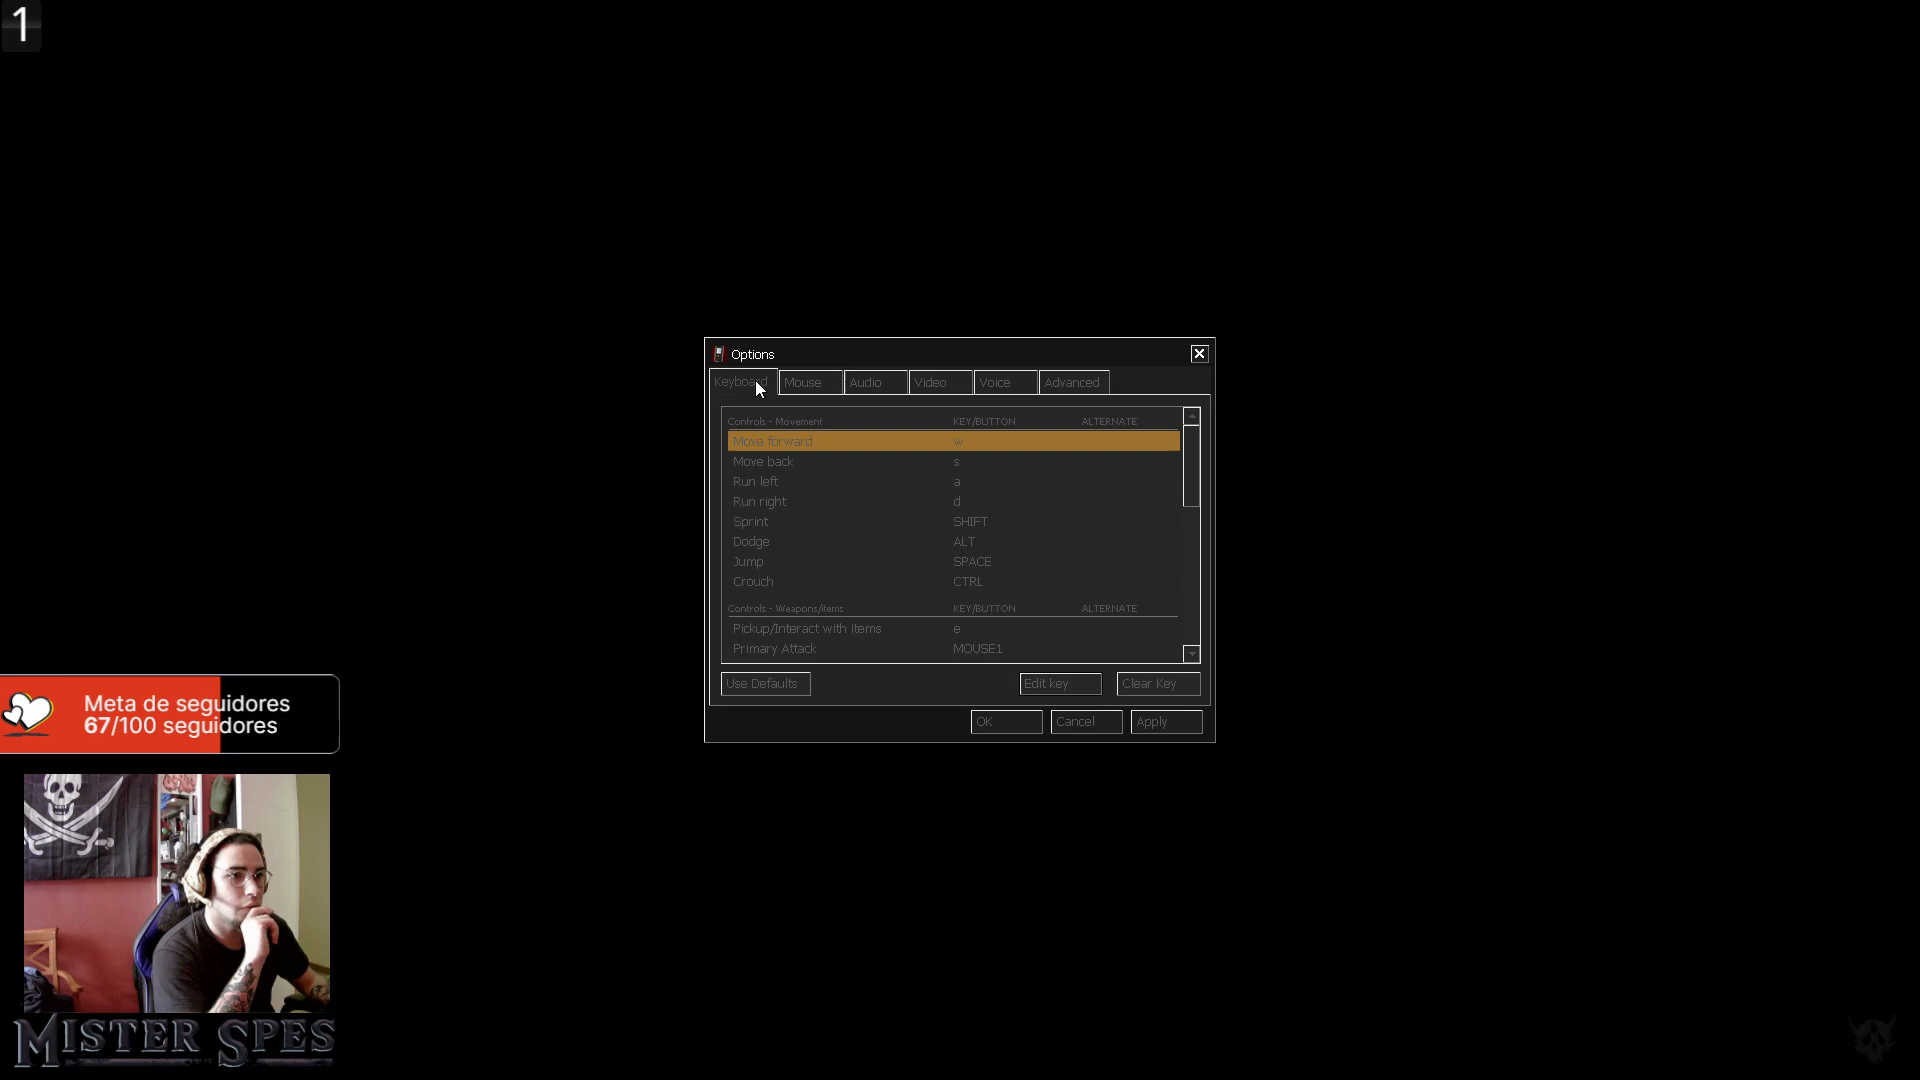 1
Options
Keyboard Mouse Audio Video Voice Advanced
Controls - Movement KEY/BUTTON ALTERNATE
Move forward w
Move back s
Run left a
Run right d
Sprint SHIFT
Dodge ALT
Jump SPACE
Crouch CTRL
Controls - Weapons/items KEY/BUTTON ALTERNATE
Pickup/Interact with items e
Primary Attack MOUSE1
Use Defaults Edit key Clear Key
OK Cancel Apply
Meta de seguidores
67/100 seguidores
MISTER SPES